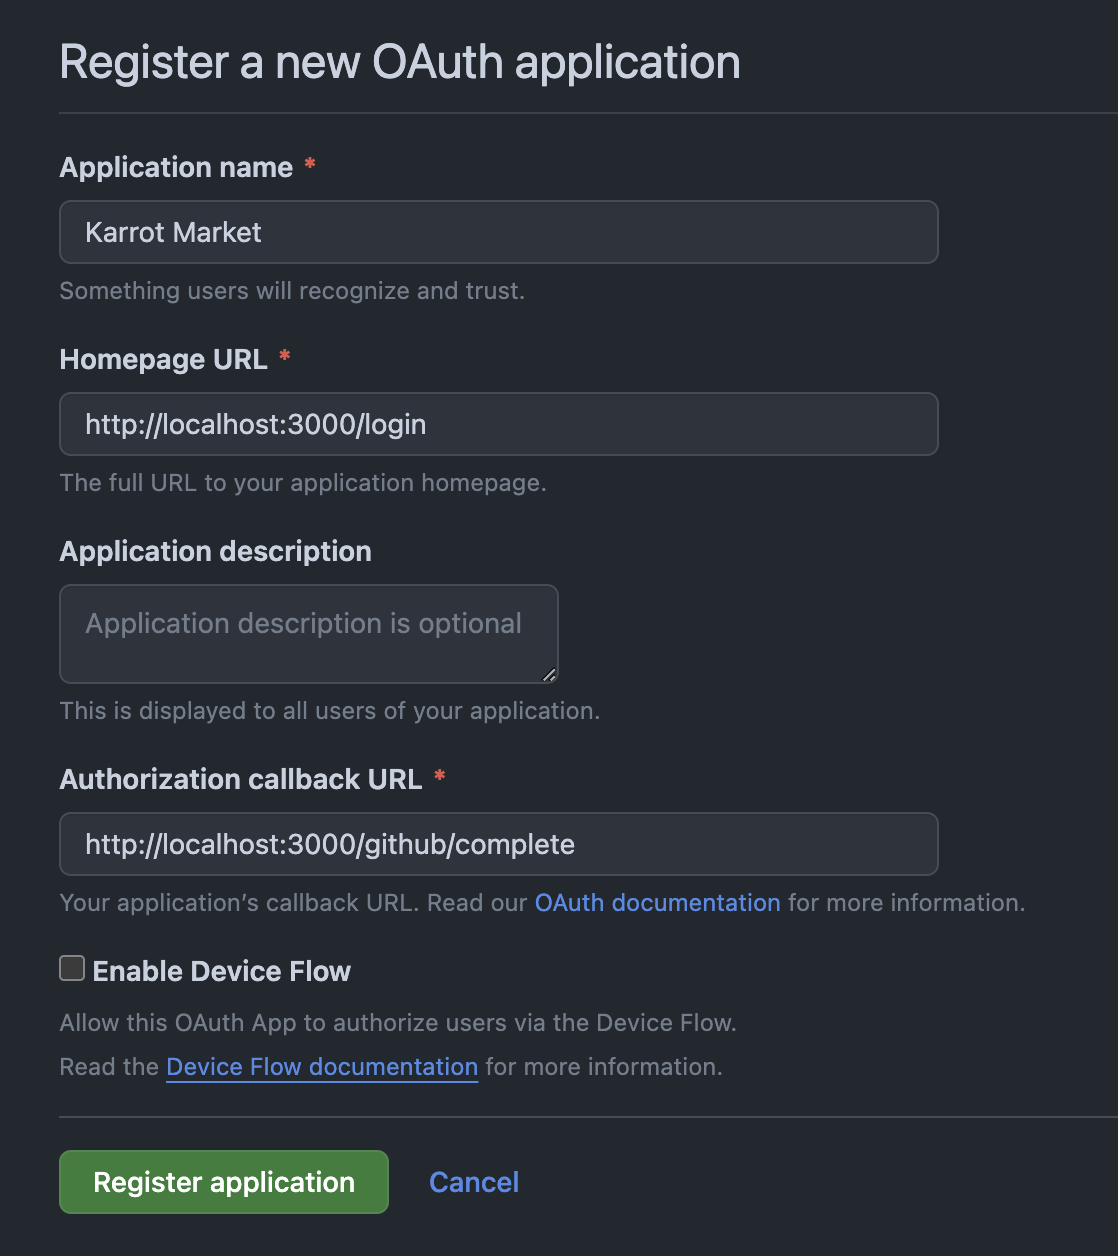 Register a new OAuth application
Application name *
Karrot Market
Something users will recognize and trust.
Homepage URL *
http://localhost:3000/login
The full URL to your application homepage.
Application description
Application description is optional
This is displayed to all users of your application.
Authorization callback URL *
http://localhost:3000/github/complete
Your application’s callback URL. Read our OAuth documentation for more information.
Enable Device Flow
Allow this OAuth App to authorize users via the Device Flow.
Read the Device Flow documentation for more information.
Register application Cancel